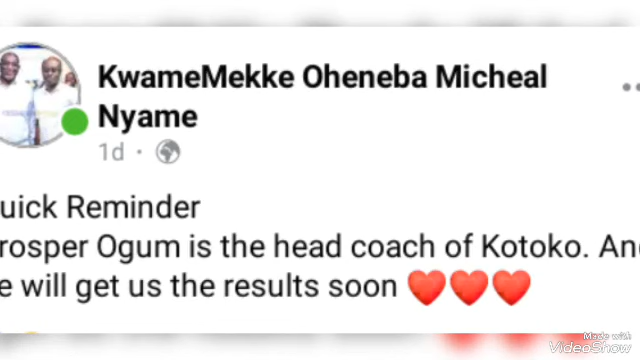 KwameMekke Oheneba Micheal
Nyame
1d ·
uick Reminder
rosper Ogum is the head coach of Kotoko. An
e will get us the results soon ❤️❤️❤️
Made with
VideoShow